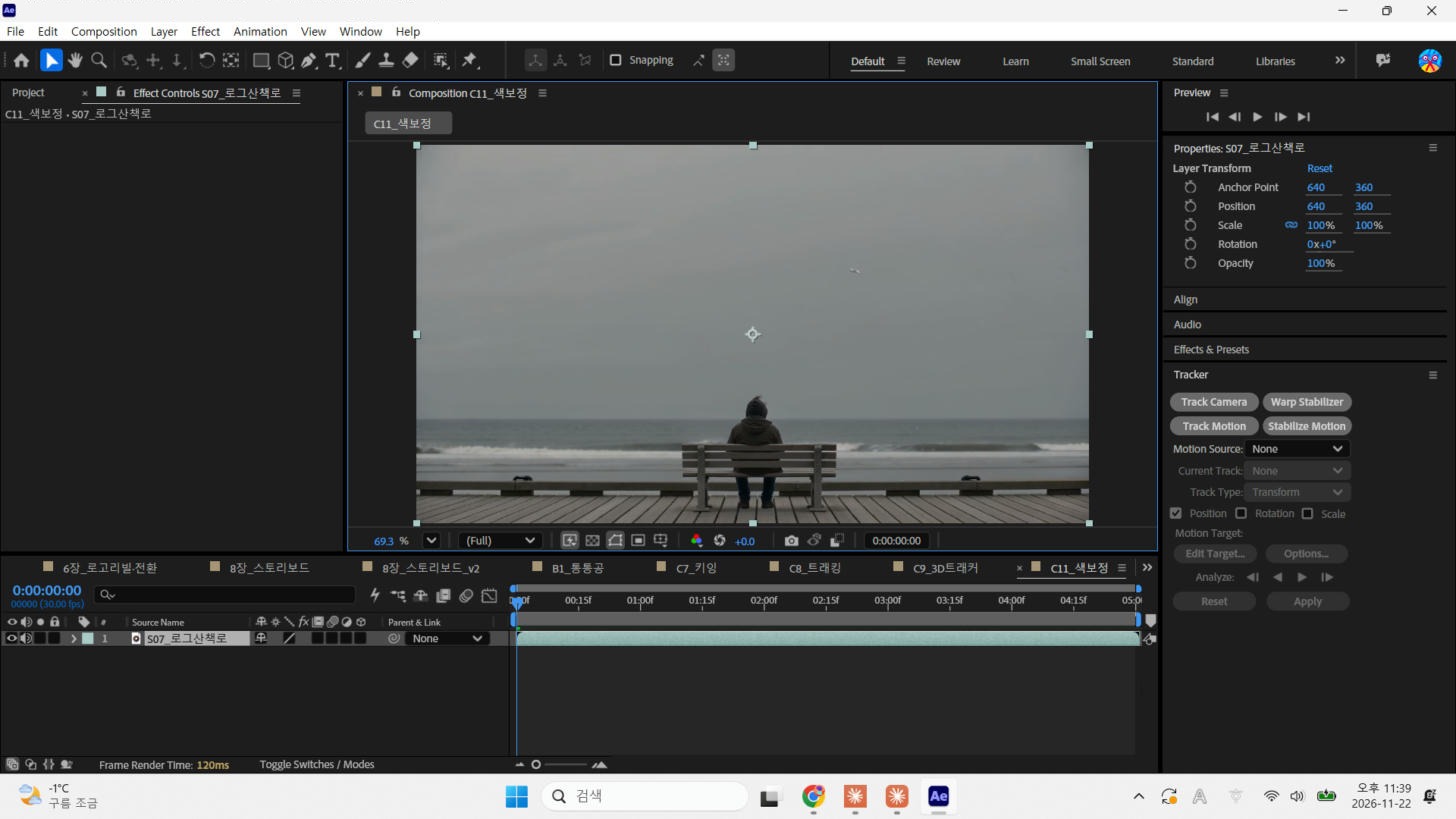 Ae
File Edit Composition Layer Effect Animation View Window Help
Snapping
Default Review Learn Small Screen Standard Libraries
Project
Effect Controls S07_로그산책로
C11_색보정 • S07_로그산책로
Composition C11_색보정
C11_색보정
69.3 %
(Full)
+0.0
0:00:00:00
Preview
Properties: S07_로그산책로
Layer Transform Reset
Anchor Point 640 360
Position 640 360
Scale 100% 100%
Rotation 0x+0°
Opacity 100%
Align
Audio
Effects & Presets
Tracker
Track Camera Warp Stabilizer
Track Motion Stabilize Motion
Motion Source: None
Current Track: None
Track Type: Transform
Position Rotation Scale
Motion Target:
Edit Target... Options...
Analyze:
Reset Apply
6장_로고리빌.전환 8장_스토리보드 8장_스토리보드_v2 B1_통통공 C7_키잉 C8_트래킹 C9_3D트래커 C11_색보정
0:00:00:00
00000 (30.00 fps)
00:15f 01:00f 01:15f 02:00f 02:15f 03:00f 03:15f 04:00f 04:15f
# Source Name fx Parent & Link
1 S07_로그산책로 None
Frame Render Time: 120ms Toggle Switches / Modes
-1°C
구름 조금
검색
Ae
A
오후 11:39
2026-11-22